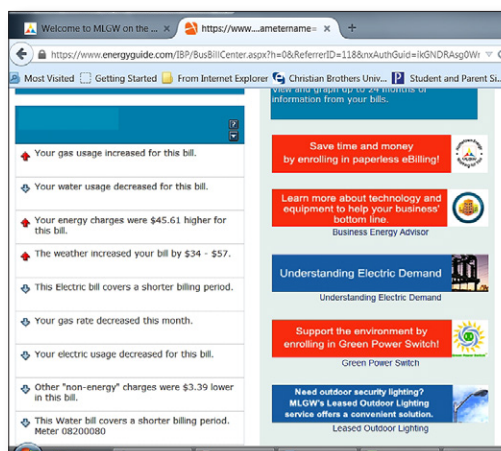 Welcome to MLGW on the ... ×
https://www....ametername= ×
+
https://www.energyguide.com/IBP/BusBillCenter.aspx?h=0&ReferrerID=118&nxAuthGuid=ikGNDRAsg0Wr
Most Visited Getting Started From Internet Explorer Christian Brothers Univ... Student and Parent Si...
View and graph up to 24 months of
information from your bills.
?
Your gas usage increased for this bill.
Your water usage decreased for this bill.
Your energy charges were $45.61 higher for
this bill.
The weather increased your bill by $34 - $57.
This Electric bill covers a shorter billing period.
Your gas rate decreased this month.
Your electric usage decreased for this bill.
Other "non-energy" charges were $3.39 lower
in this bill.
This Water bill covers a shorter billing period.
Meter 08200080
Save time and money
by enrolling in paperless eBilling!
Learn more about technology and
equipment to help your business'
bottom line.
Business Energy Advisor
Understanding Electric Demand
Understanding Electric Demand
Support the environment by
enrolling in Green Power Switch!
Green Power Switch
Need outdoor security lighting?
MLGW's Leased Outdoor Lighting
service offers a convenient solution.
Leased Outdoor Lighting